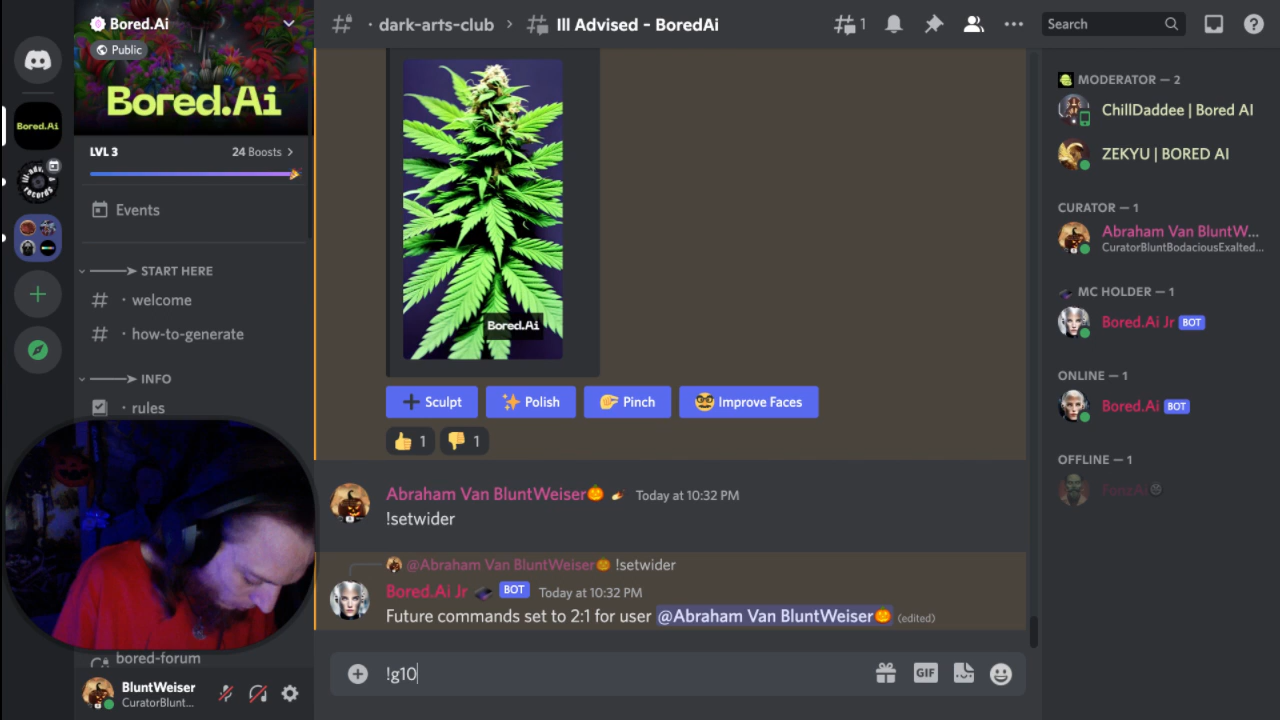 Bored.Ai
Public
Bored.Ai
Bored.Ai
LVL 3
24 Boosts
Events
START HERE
# · welcome
# · how-to-generate
INFO
· rules
bored-forum
BluntWeiser
CuratorBlunt...
· dark-arts-club
Ill Advised - BoredAi
1
Search
Bored.Ai
Sculpt
Polish
Pinch
Improve Faces
1
1
Abraham Van BluntWeiser
Today at 10:32 PM
!setwider
@Abraham Van BluntWeiser !setwider
Bored.Ai Jr BOT Today at 10:32 PM
Future commands set to 2:1 for user @Abraham Van BluntWeiser (edited)
!g10
GIF
MODERATOR — 2
ChillDaddee | Bored AI
ZEKYU | BORED AI
CURATOR — 1
Abraham Van BluntW...
CuratorBluntBodaciousExalted...
MC HOLDER — 1
Bored.Ai Jr BOT
ONLINE — 1
Bored.Ai BOT
OFFLINE — 1